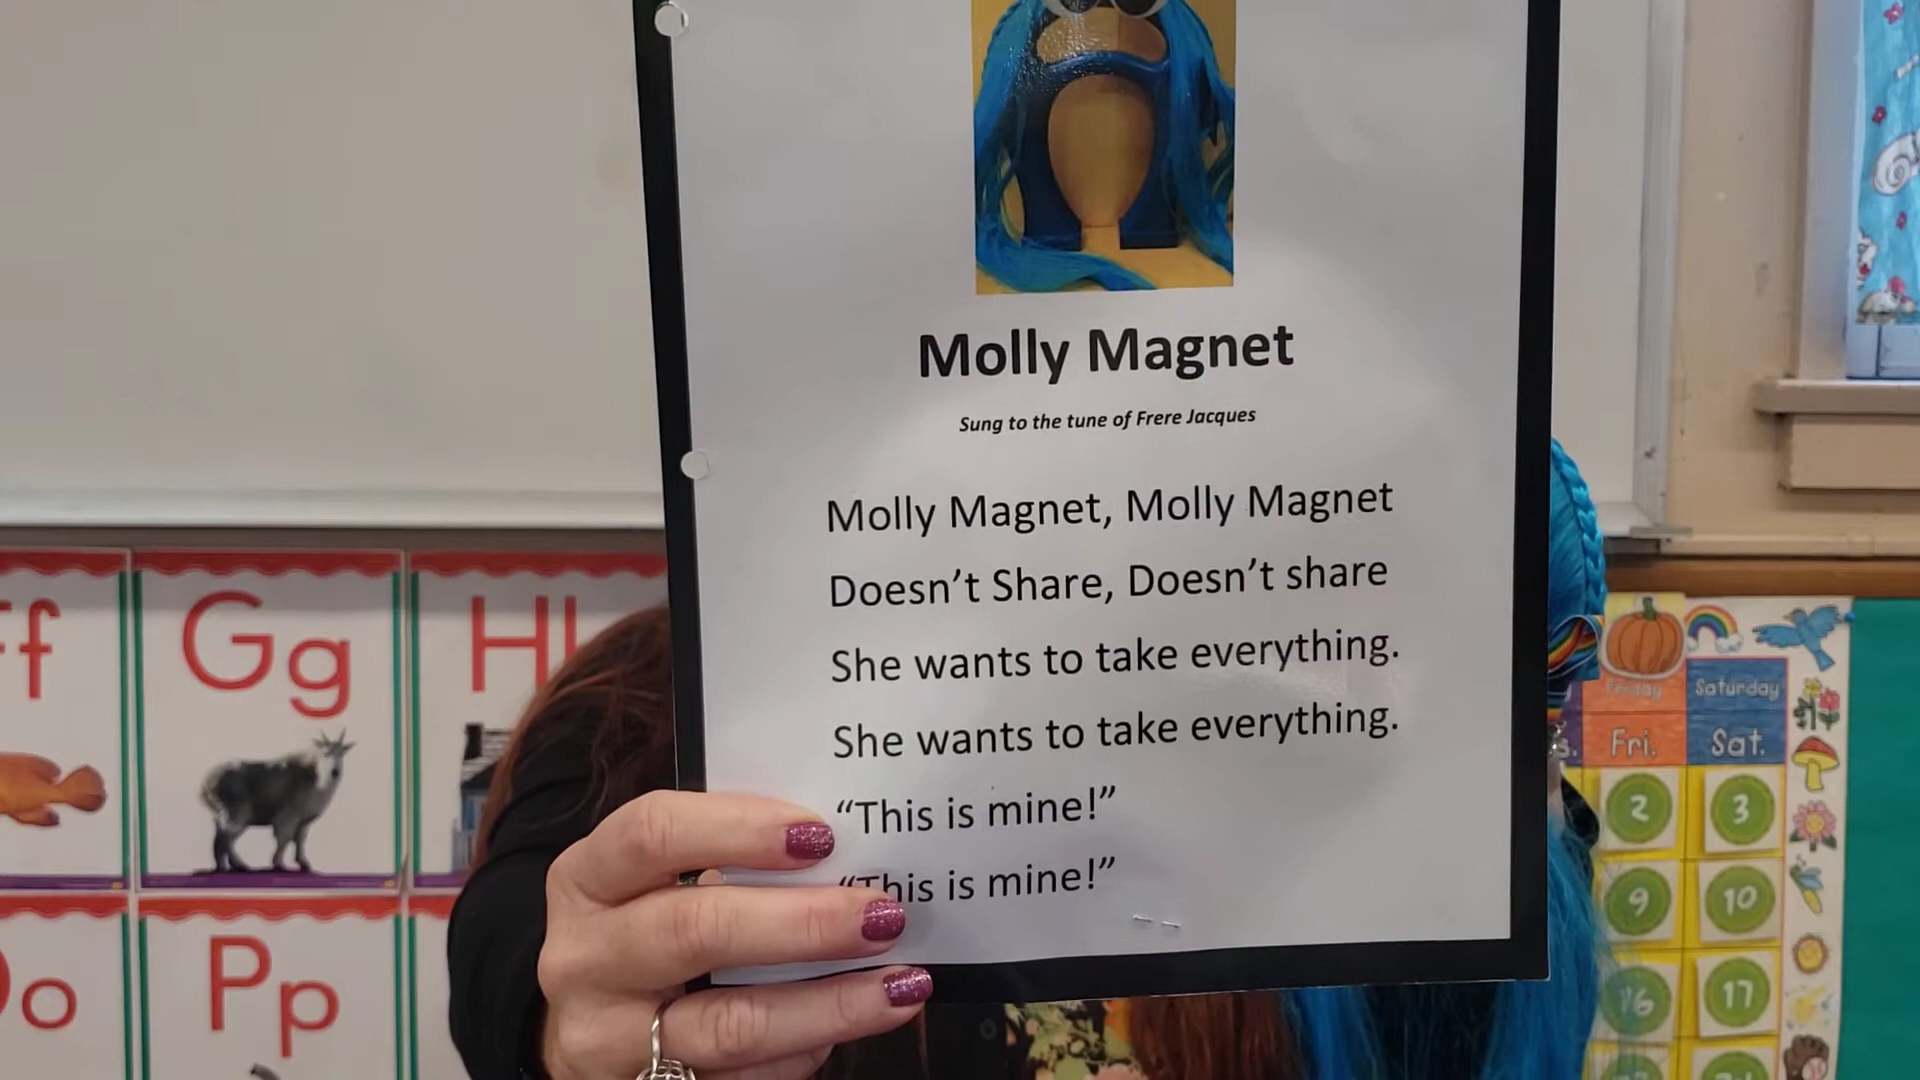 Molly Magnet
Sung to the tune of Frere Jacques
Molly Magnet, Molly Magnet
Doesn't Share, Doesn't share
She wants to take everything.
She wants to take everything.
“This is mine!”
“This is mine!”
Ff
Gg
Pp
Friday
Saturday
Fri.
Sat.
2
3
9
10
16
17